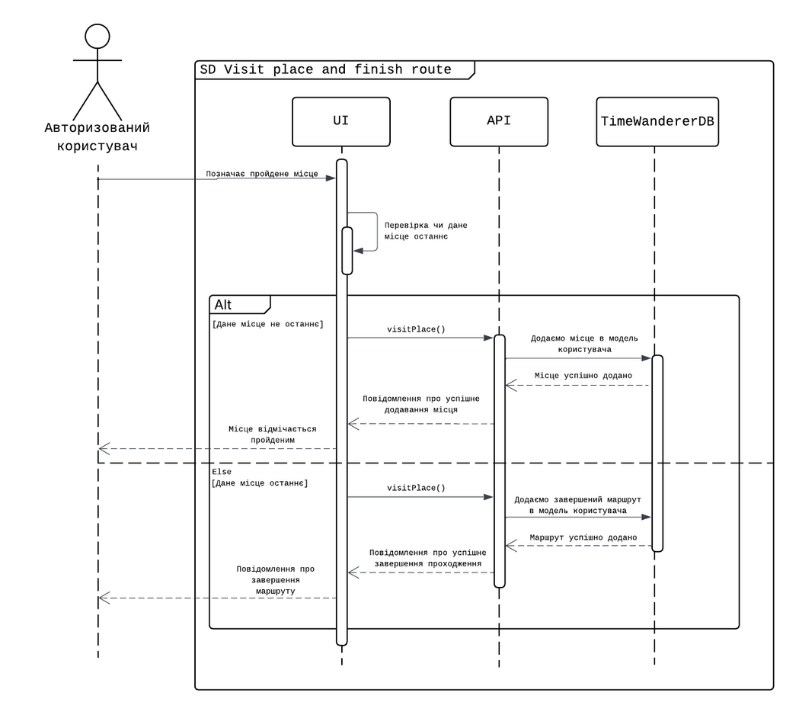 SD Visit place and finish route
UI
API
TimeWandererDB
Авторизований
користувач
Позначає пройдене місце
Перевірка чи дане
місце останнє
Alt
[Дане місце не останнє]
visitPlace()
Додаємо місце в модель
користувача
Місце успішно додано
Повідомлення про успішне
додавання місця
Місце відмічається
пройденим
Else
[Дане місце останнє]
visitPlace()
Додаємо завершений маршрут
в модель користувача
Маршрут успішно додано
Повідомлення про успішне
завершення проходження
Повідомлення про
завершення
маршруту